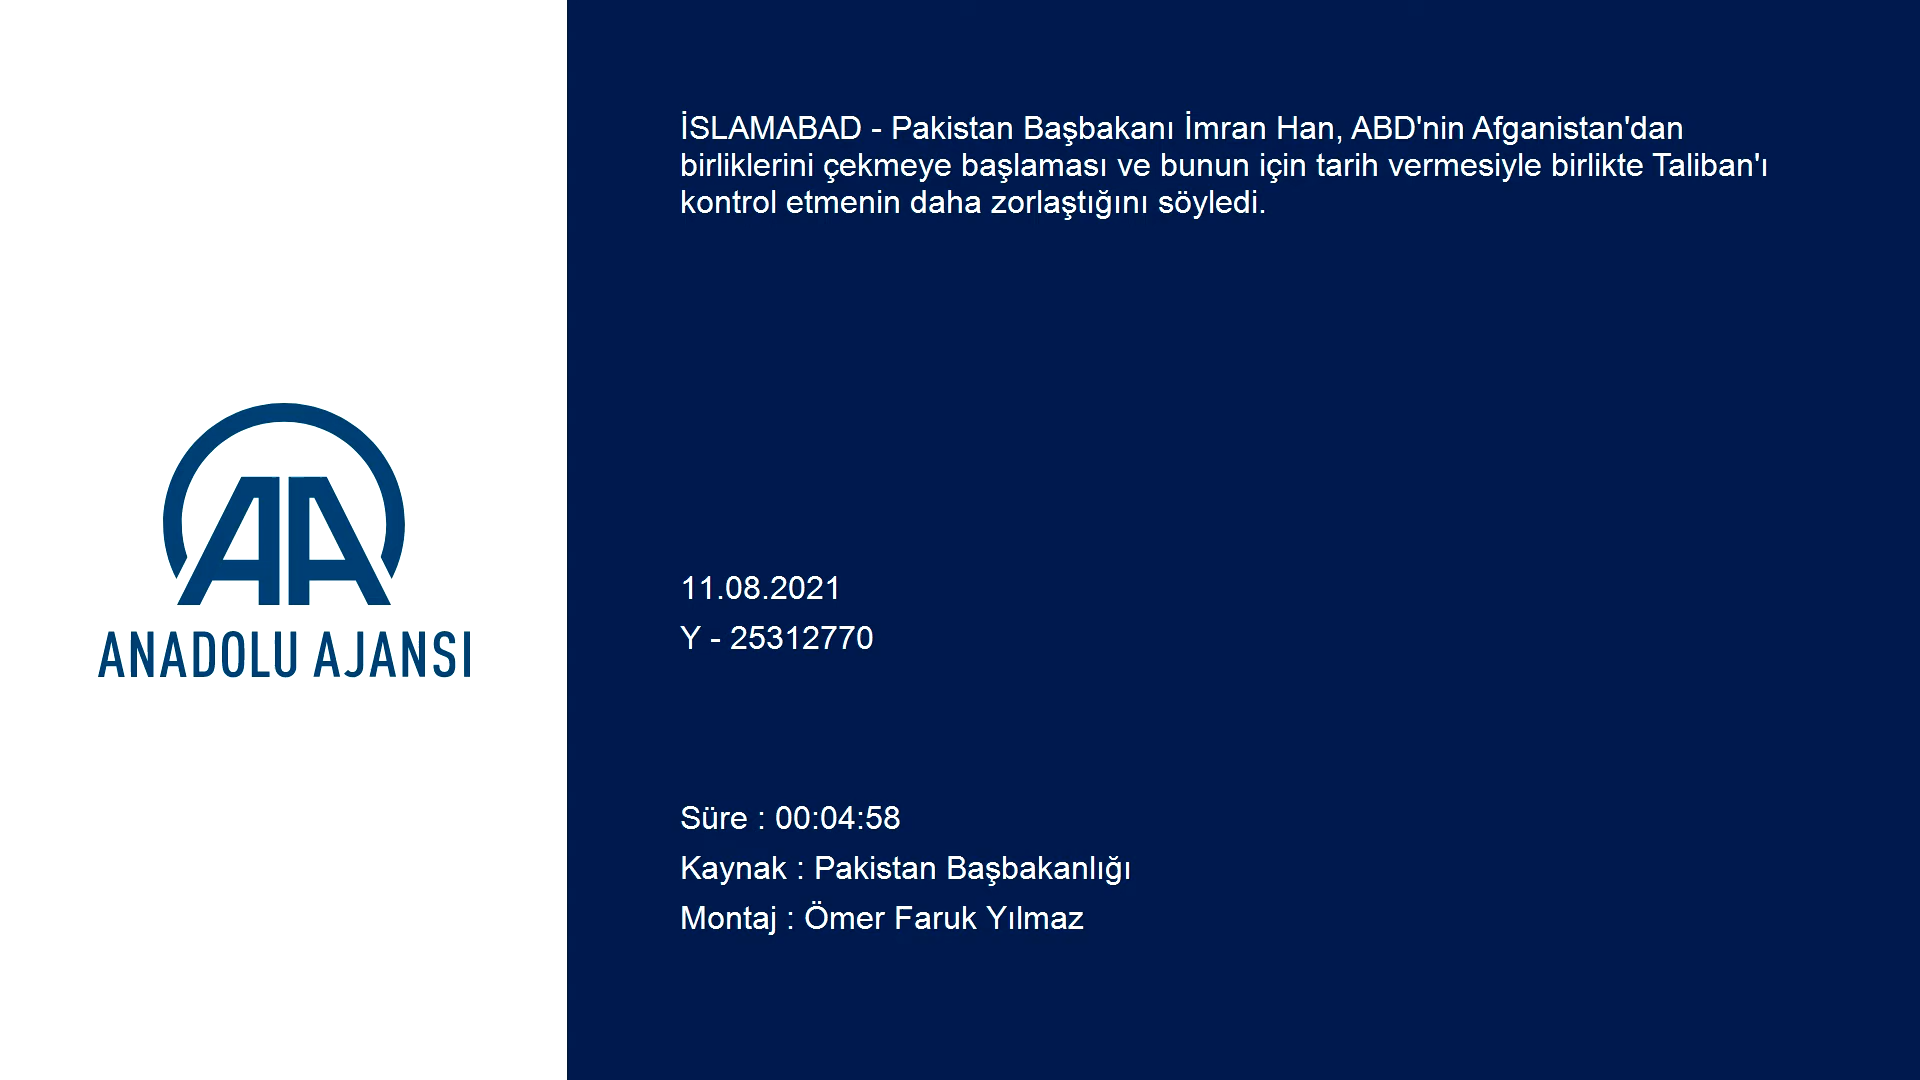 İSLAMABAD - Pakistan Başbakanı İmran Han, ABD'nin Afganistan'dan
birliklerini çekmeye başlaması ve bunun için tarih vermesiyle birlikte Taliban'ı
kontrol etmenin daha zorlaştığını söyledi.
AA
ANADOLU AJANSI
11.08.2021
Y - 25312770
Süre : 00:04:58
Kaynak : Pakistan Başbakanlığı
Montaj : Ömer Faruk Yılmaz